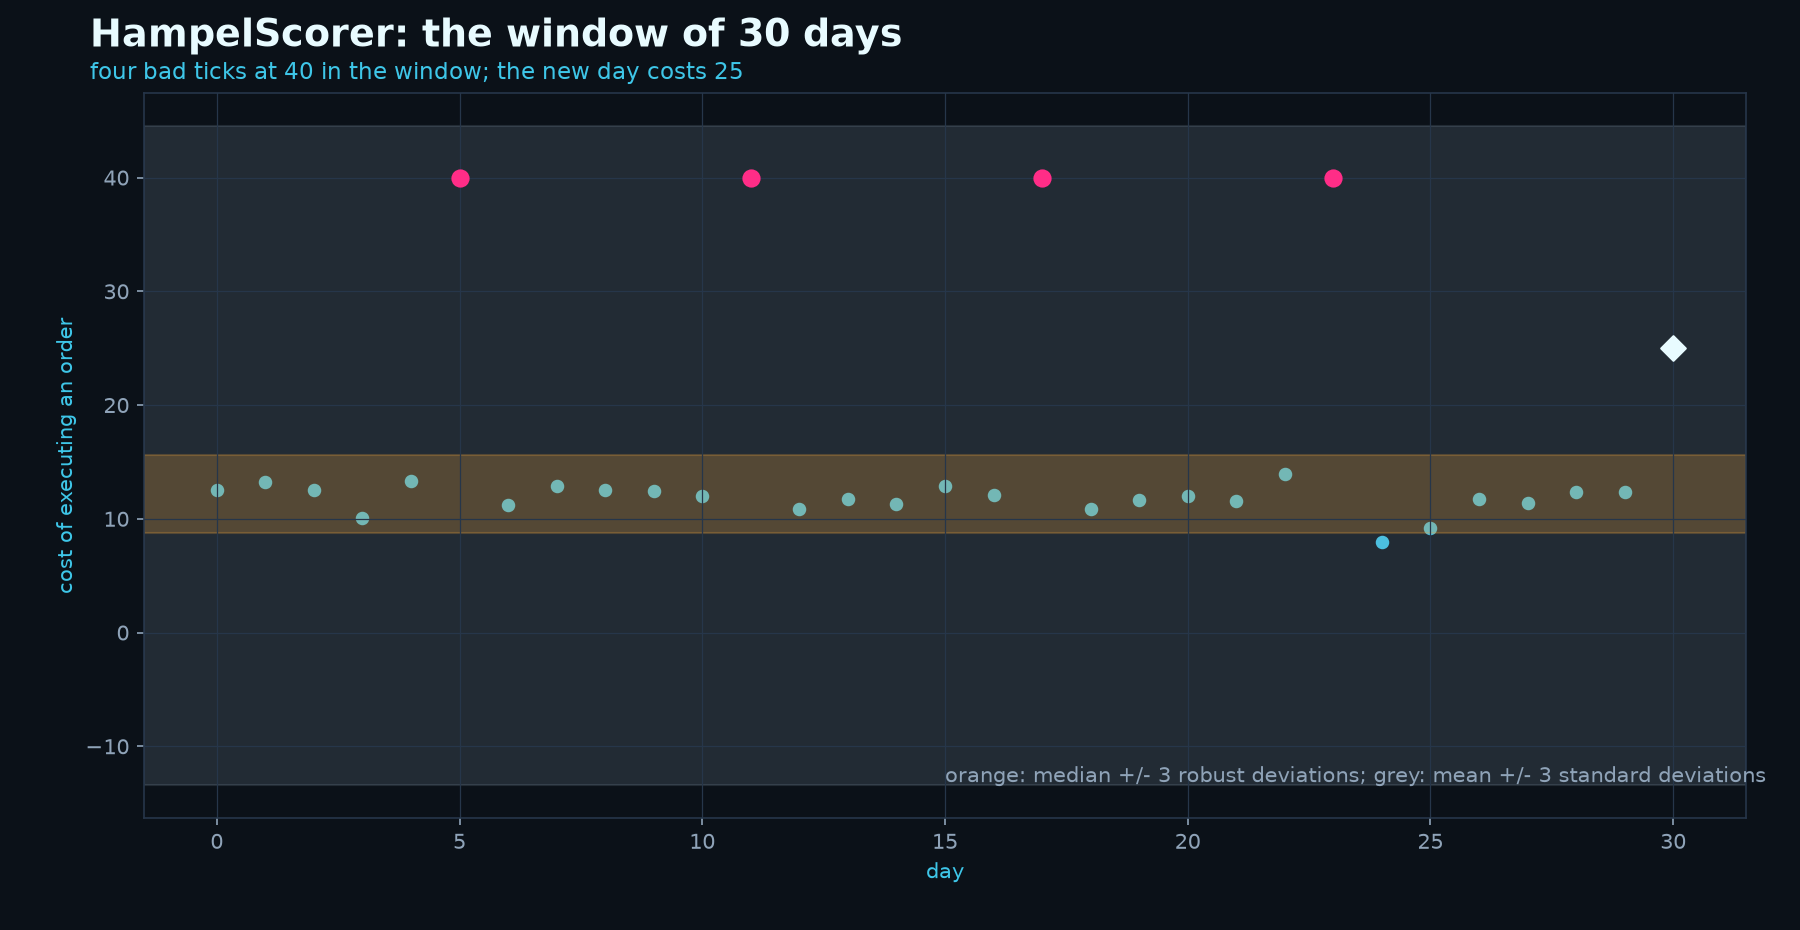 HampelScorer: the window of 30 days
four bad ticks at 40 in the window; the new day costs 25
cost of executing an order
40
30
20
10
0
−10
orange: median +/- 3 robust deviations; grey: mean +/- 3 standard deviations
0 5 10 15 20 25 30
day